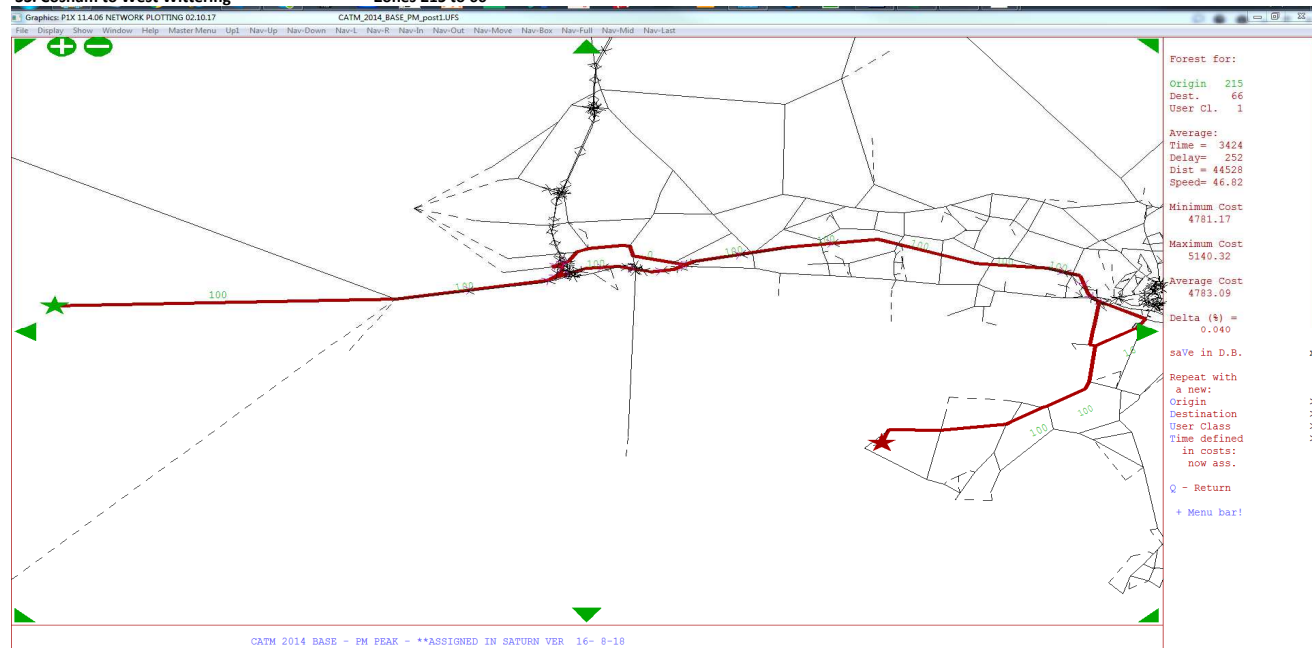 Graphics: P1X 11.4.06 NETWORK PLOTTING 02.10.17 CATM_2014_BASE_PM_post1.UFS
File Display Show Window Help Master Menu Up1 Nav-Up Nav-Down Nav-L Nav-R Nav-In Nav-Out Nav-Move Nav-Box Nav-Full Nav-Mid Nav-Last
Forest for:
Origin 215
Dest. 66
User Cl. 1
Average:
Time = 3424
Delay= 252
Dist = 44528
Speed= 46.82
Minimum Cost
4781.17
Maximum Cost
5140.32
Average Cost
4783.09
Delta (%) =
0.040
saVe in D.B.
Repeat with
a new:
Origin
Destination
User Class
Time defined
in costs:
now ass.
Q - Return
+ Menu bar!
100
100
100
100
100
CATM 2014 BASE - PM PEAK - **ASSIGNED IN SATURN VER 16- 8-18